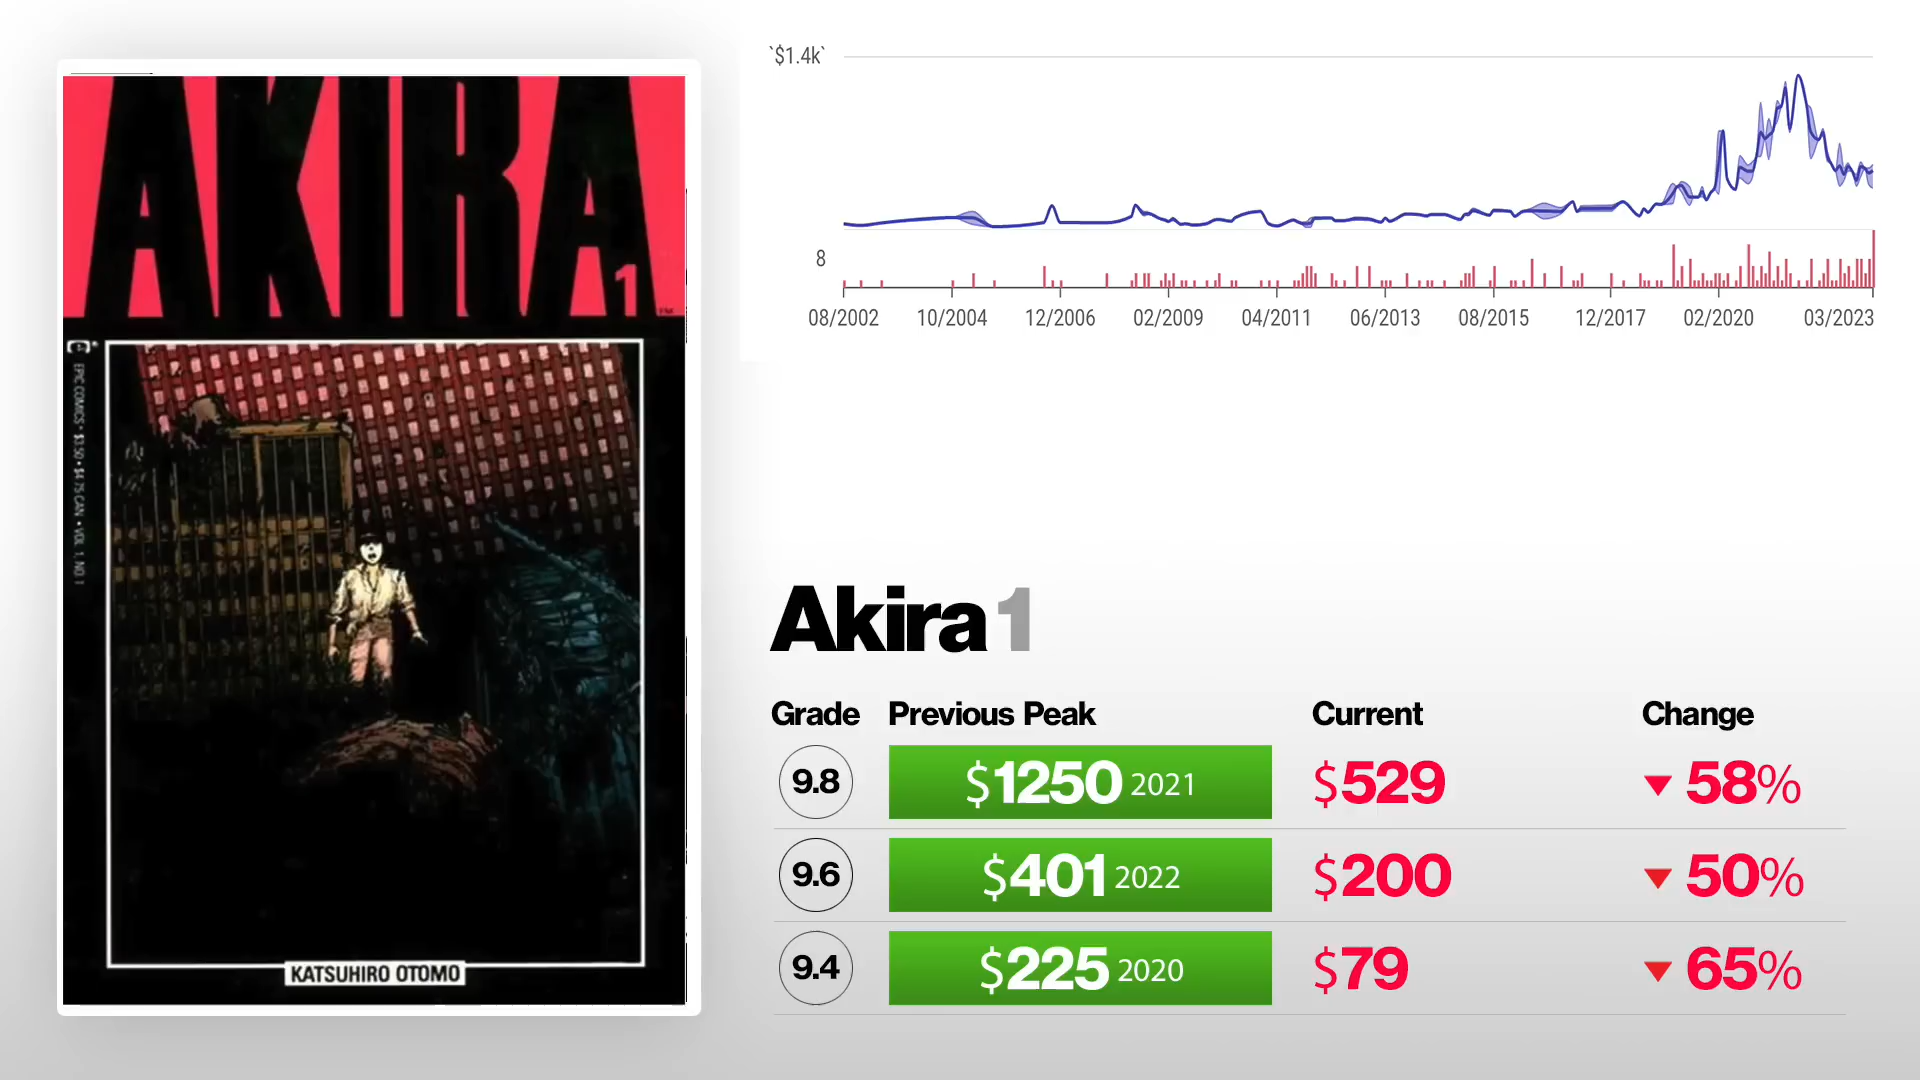 AKIRA
1
EPIC COMICS • $3.50 • $4.75 CAN • VOL. 1, NO. 1
KATSUHIRO OTOMO
`$1.4k`
8
08/2002 10/2004 12/2006 02/2009 04/2011 06/2013 08/2015 12/2017 02/2020 03/2023
Akira 1
Grade Previous Peak Current Change
9.8 $1250 2021 $529 ▼ 58%
9.6 $401 2022 $200 ▼ 50%
9.4 $225 2020 $79 ▼ 65%